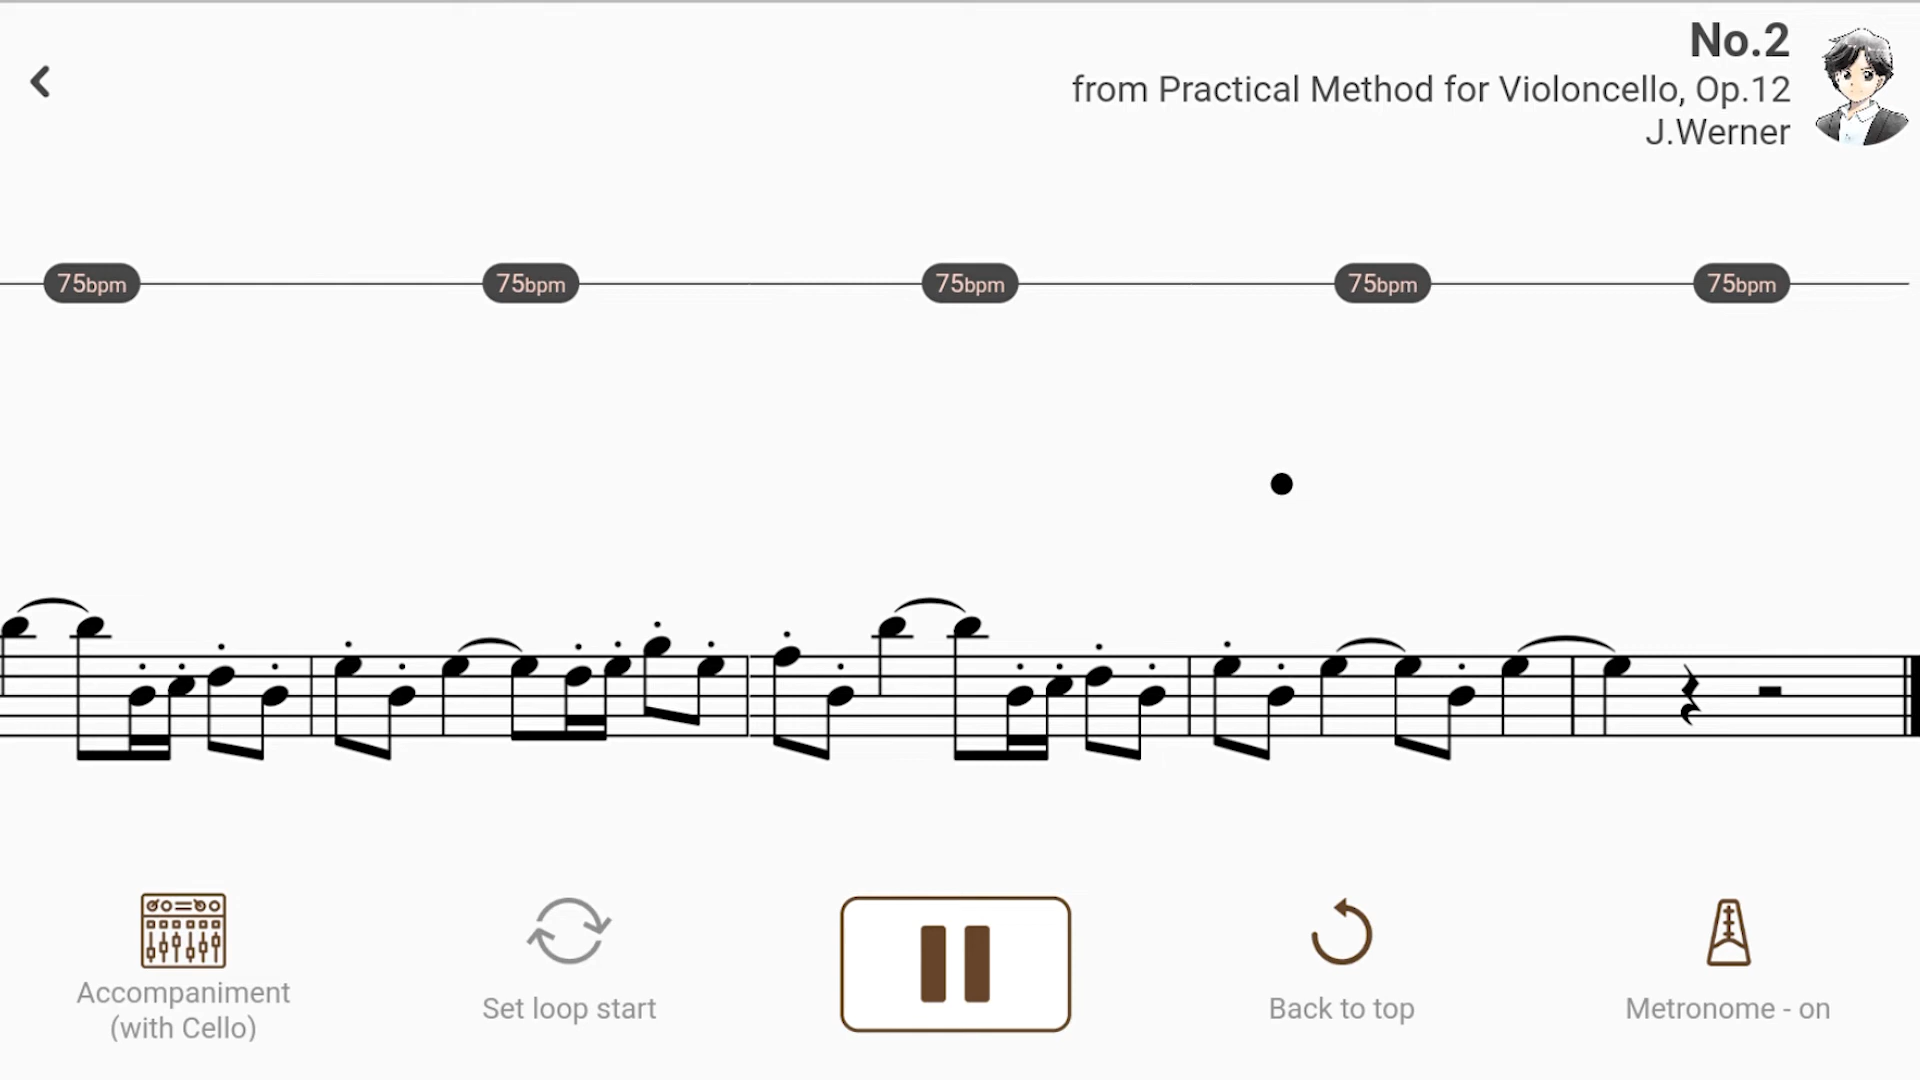 No.2
from Practical Method for Violoncello, Op.12
J.Werner
75bpm
75bpm
75bpm
75bpm
75bpm
Accompaniment
(with Cello)
Set loop start
Back to top
Metronome - on